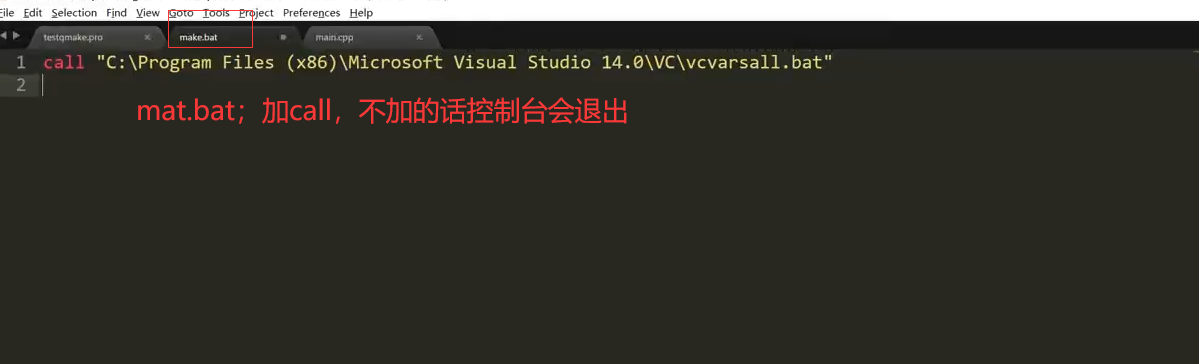 File Edit Selection Find View Goto Tools Project Preferences Help
testqmake.pro make.bat main.cpp
1 call "C:\Program Files (x86)\Microsoft Visual Studio 14.0\VC\vcvarsall.bat"
2
mat.bat；加call，不加的话控制台会退出